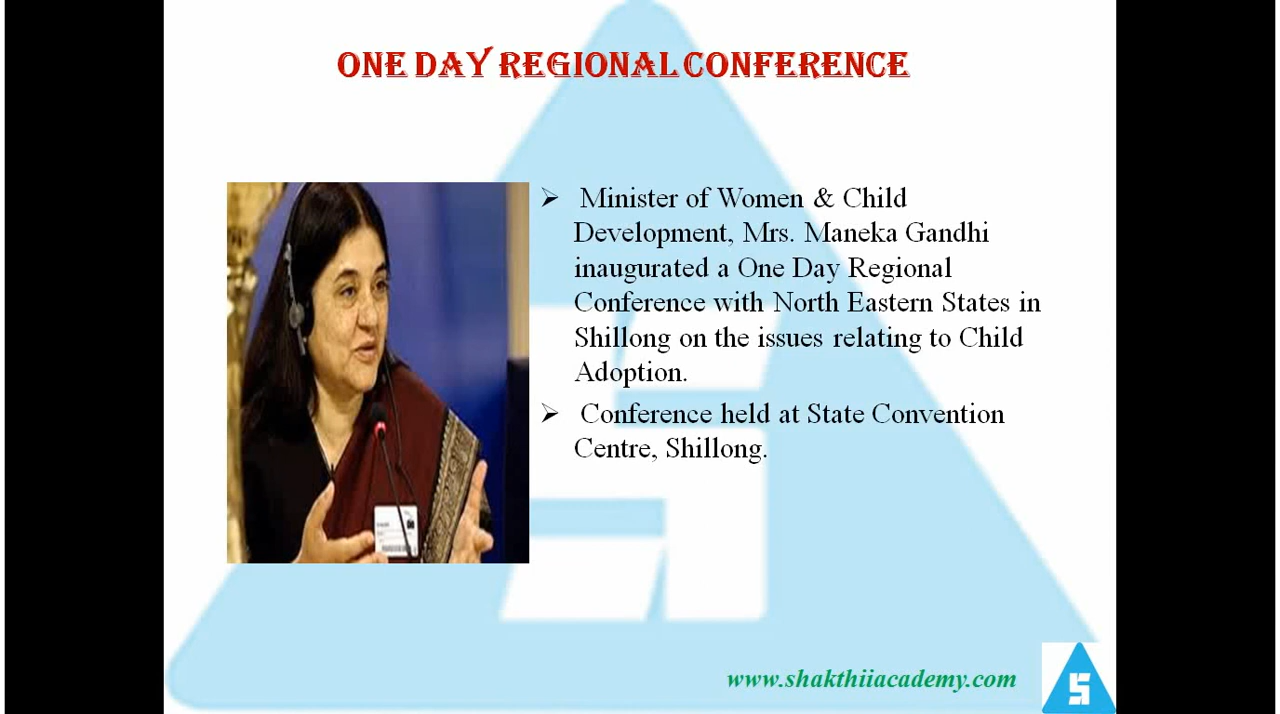 ONE DAY REGIONAL CONFERENCE
➢ Minister of Women & Child
Development, Mrs. Maneka Gandhi
inaugurated a One Day Regional
Conference with North Eastern States in
Shillong on the issues relating to Child
Adoption.
➢ Conference held at State Convention
Centre, Shillong.
www.shakthiiacademy.com